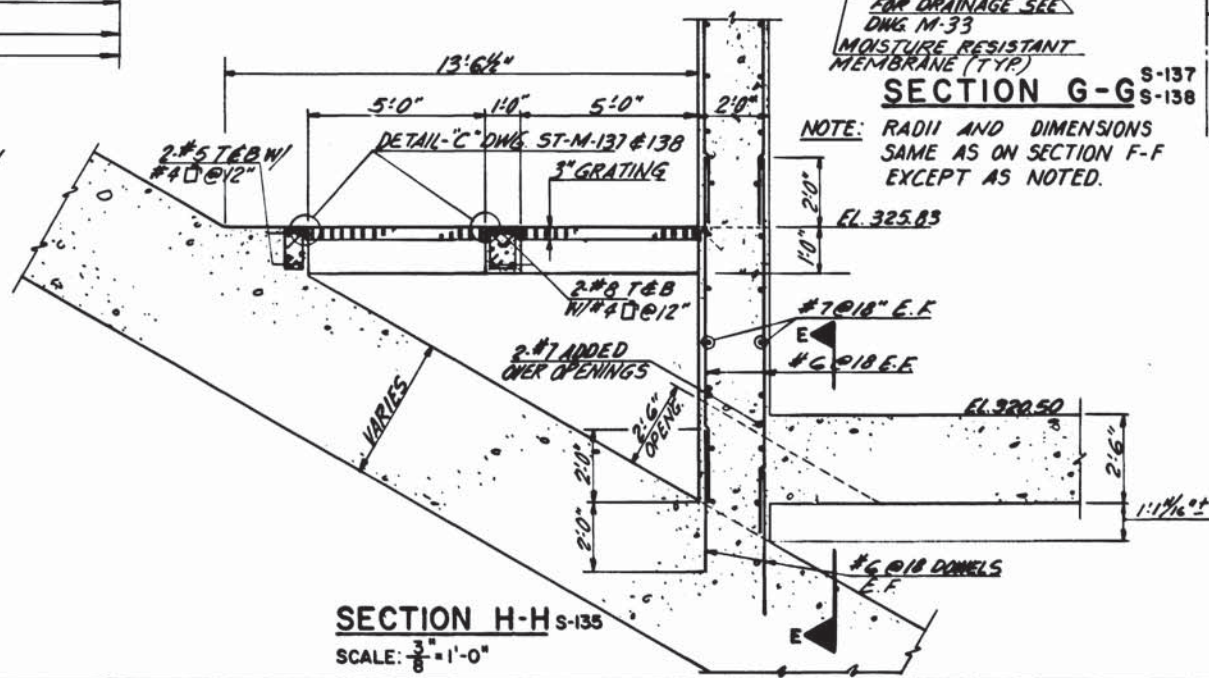 FOR DRAINAGE SEE
DWG. M-33
MOISTURE RESISTANT
MEMBRANE (TYP.)
SECTION G-G S-137
S-138
NOTE: RADII AND DIMENSIONS
SAME AS ON SECTION F-F
EXCEPT AS NOTED.
13'-6½"
5'-0"
1'-0"
5'-0"
2'-0"
DETAIL-"C" DWG. ST-M-137 & 138
2-#5 T&B W/
#4 □ @12"
3" GRATING
2'-0"
EL. 325.83
1'-0"
2-#8 T&B
W/#4 □ @12"
#7 @18" E.F.
E
2-#7 ADDED
OVER OPENINGS
#6 @18 E.F.
VARIES
2'-6"
OPENG.
EL. 320.50
2'-0"
2'-6"
2'-0"
1'-1 11/16" ±
#6 @18 DOWELS
E.F.
E
SECTION H-H S-135
SCALE: 3/8" = 1'-0"